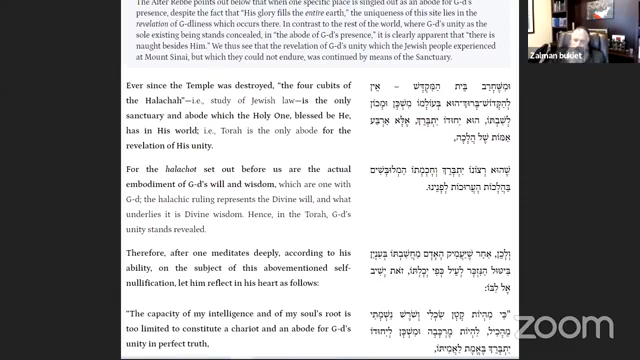 The Alter Rebbe points out below that when one specific place is singled out as an abode for G-d's
presence, despite the fact that "His glory fills the entire earth," the uniqueness of this site lies in the
revelation of G-dliness which occurs there. In contrast to the rest of the world, where G-d's unity as the
sole existing being stands concealed, in "the abode of G-d's presence," it is clearly apparent that "there is
naught besides Him." We thus see that the revelation of G-d's unity which the Jewish people experienced
at Mount Sinai, but which they could not endure, was continued by means of the Sanctuary.
Zalman bukiet
Ever since the Temple was destroyed, "the four cubits of
the Halachah"—i.e., study of Jewish law—is the only
sanctuary and abode which the Holy One, blessed be He,
has in His world; i.e., Torah is the only abode for the
revelation of His unity.
וּמִשֶּׁחָרַב בֵּית הַמִּקְדָּשׁ – אֵין
לְהַקָּדוֹשׁ־בָּרוּךְ־הוּא בְּעוֹלָמוֹ מִשְׁכָּן וּמָכוֹן
לְשִׁבְתּוֹ, הוּא יִחוּדוֹ יִתְבָּרֵךְ, אֶלָּא אַרְבַּע
אַמּוֹת שֶׁל הֲלָכָה,
For the halachot set out before us are the actual
embodiment of G-d's will and wisdom, which are one with
G-d; the halachic ruling represents the Divine will, and what
underlies it is Divine wisdom. Hence, in the Torah, G-d's
unity stands revealed.
שֶׁהוּא רְצוֹנוֹ יִתְבָּרֵךְ וְחָכְמָתוֹ הַמְלוּבָּשִׁים
בַּהֲלָכוֹת הָעֲרוּכוֹת לְפָנֵינוּ.
Therefore, after one meditates deeply, according to his
ability, on the subject of this abovementioned self-
nullification, let him reflect in his heart as follows:
וְלָכֵן, אַחַר שֶׁיַּעֲמִיק הָאָדָם מַחֲשַׁבְתּוֹ בְּעִנְיַן
בִּיטּוּל הַנִּזְכָּר לְעֵיל כְּפִי יְכָלְתּוֹ, זֹאת יָשִׁיב
אֶל לִבּוֹ:
"The capacity of my intelligence and of my soul's root is
too limited to constitute a chariot and an abode for G-d's
unity in perfect truth,
"כִּי מִהְיוֹת קָטָן שִׂכְלִי וְשֹׁרֶשׁ נִשְׁמָתִי
מֵהָכִיל, לִהְיוֹת מֶרְכָּבָה וּמִשְׁכָּן לְיִחוּדוֹ
יִתְבָּרֵךְ בֶּאֱמֶת לַאֲמִיתּוֹ,
zoom